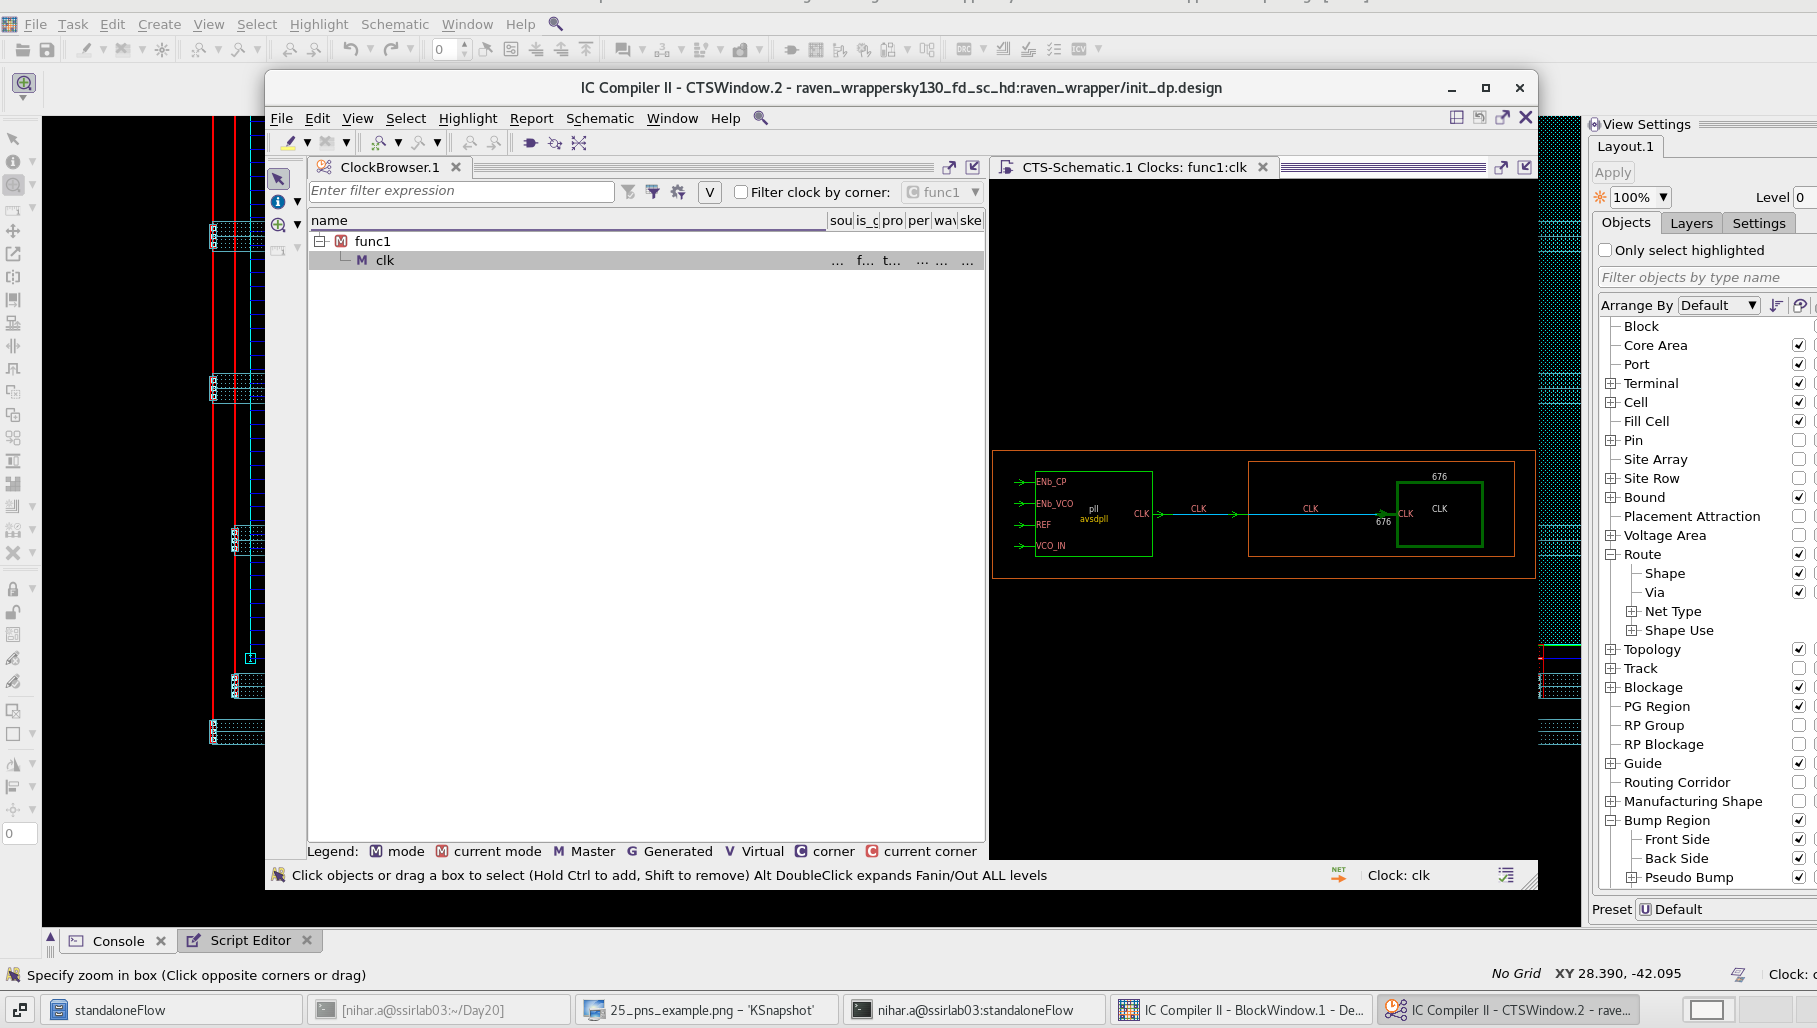 File Task Edit Create View Select Highlight Schematic Window Help
0
IC Compiler II - CTSWindow.2 - raven_wrappersky130_fd_sc_hd:raven_wrapper/init_dp.design
File Edit View Select Highlight Report Schematic Window Help
ClockBrowser.1
CTS-Schematic.1 Clocks: func1:clk
Enter filter expression
V
Filter clock by corner:
func1
name sou is_g pro per wav ske
func1
clk ... f... t... ... ... ...
ENb_CP
ENb_VCO
REF
VCO_IN
pll
avsdpll
CLK
CLK
CLK
676
676
CLK
CLK
Legend: M mode M current mode M Master G Generated V Virtual C corner C current corner
Click objects or drag a box to select (Hold Ctrl to add, Shift to remove) Alt DoubleClick expands Fanin/Out ALL levels
NET
Clock: clk
View Settings
Layout.1
Apply
100%
Level 0
Objects Layers Settings
Only select highlighted
Filter objects by type name
Arrange By Default
Block
Core Area
Port
Terminal
Cell
Fill Cell
Pin
Site Array
Site Row
Bound
Placement Attraction
Voltage Area
Route
Shape
Via
Net Type
Shape Use
Topology
Track
Blockage
PG Region
RP Group
RP Blockage
Guide
Routing Corridor
Manufacturing Shape
Bump Region
Front Side
Back Side
Pseudo Bump
Preset Default
0
Console
Script Editor
Specify zoom in box (Click opposite corners or drag)
No Grid XY 28.390, -42.095
Clock: c
standaloneFlow
[nihar.a@ssirlab03:~/Day20]
25_pns_example.png – 'KSnapshot'
nihar.a@ssirlab03:standaloneFlow
IC Compiler II - BlockWindow.1 - De...
IC Compiler II - CTSWindow.2 - rave...